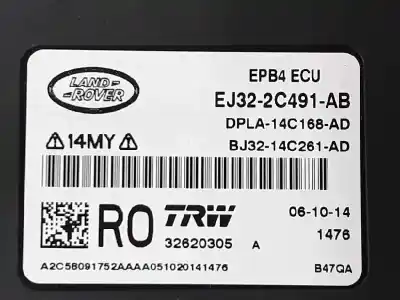 LAND
ROVER
EPB4 ECU
EJ32-2C491-AB
DPLA-14C168-AD
BJ32-14C261-AD
14MY
RO
TRW
32620305 A
06-10-14
1476
A2C58091752AAAA051020141476
B47QA